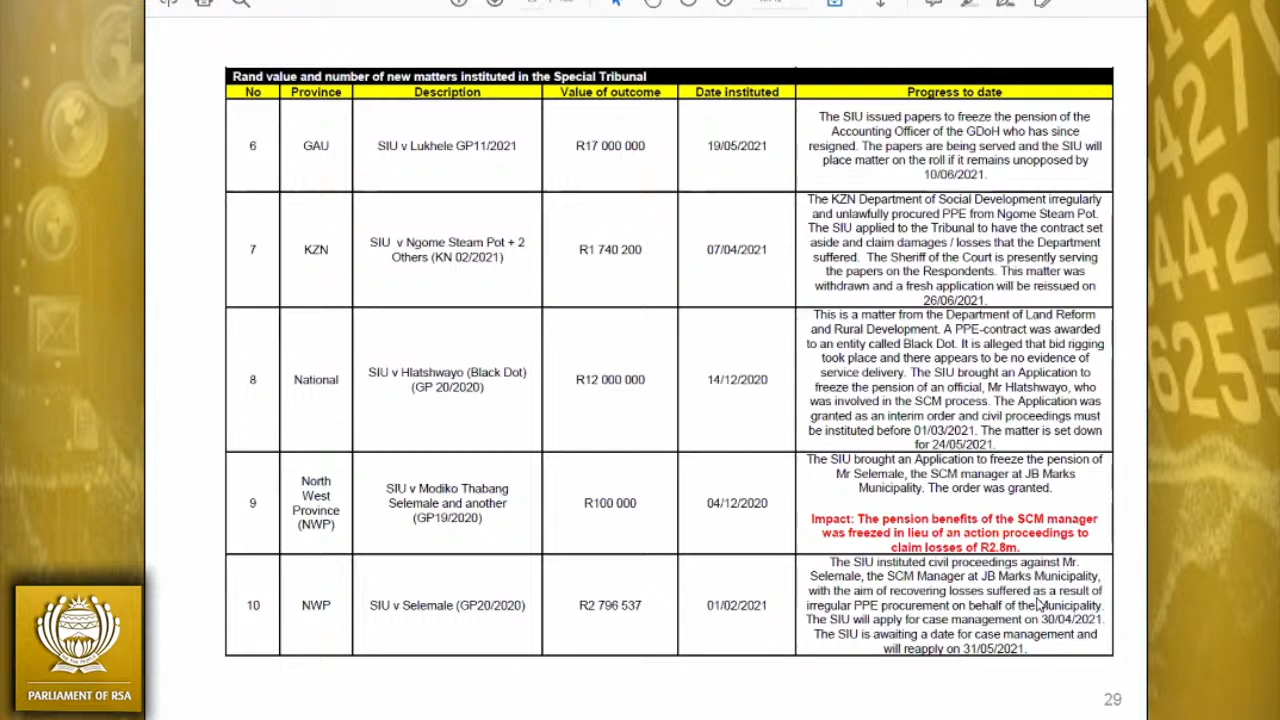 Rand value and number of new matters instituted in the Special Tribunal
No Province Description Value of outcome Date instituted Progress to date
6 GAU SIU v Lukhele GP11/2021 R17 000 000 19/05/2021
The SIU issued papers to freeze the pension of the
Accounting Officer of the GDoH who has since
resigned. The papers are being served and the SIU will
place matter on the roll if it remains unopposed by
10/06/2021.
7 KZN
SIU v Ngome Steam Pot + 2
Others (KN 02/2021)
R1 740 200 07/04/2021
The KZN Department of Social Development irregularly
and unlawfully procured PPE from Ngome Steam Pot.
The SIU applied to the Tribunal to have the contract set
aside and claim damages / losses that the Department
suffered. The Sheriff of the Court is presently serving
the papers on the Respondents. This matter was
withdrawn and a fresh application will be reissued on
26/06/2021.
8 National
SIU v Hlatshwayo (Black Dot)
(GP 20/2020)
R12 000 000 14/12/2020
This is a matter from the Department of Land Reform
and Rural Development. A PPE-contract was awarded
to an entity called Black Dot. It is alleged that bid rigging
took place and there appears to be no evidence of
service delivery. The SIU brought an Application to
freeze the pension of an official, Mr Hlatshwayo, who
was involved in the SCM process. The Application was
granted as an interim order and civil proceedings must
be instituted before 01/03/2021. The matter is set down
for 24/05/2021.
9
North
West
Province
(NWP)
SIU v Modiko Thabang
Selemale and another
(GP19/2020)
R100 000 04/12/2020
The SIU brought an Application to freeze the pension of
Mr Selemale, the SCM manager at JB Marks
Municipality. The order was granted.
Impact: The pension benefits of the SCM manager
was freezed in lieu of an action proceedings to
claim losses of R2.8m.
10 NWP SIU v Selemale (GP20/2020) R2 796 537 01/02/2021
The SIU instituted civil proceedings against Mr.
Selemale, the SCM Manager at JB Marks Municipality,
with the aim of recovering losses suffered as a result of
irregular PPE procurement on behalf of the Municipality.
The SIU will apply for case management on 30/04/2021.
The SIU is awaiting a date for case management and
will reapply on 31/05/2021.
29
PARLIAMENT OF RSA